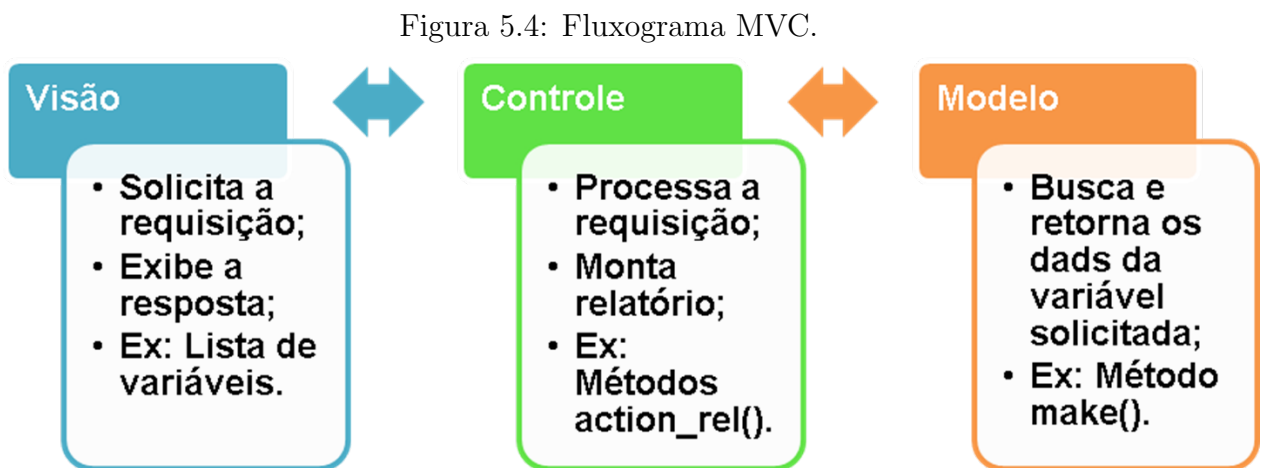 Figura 5.4: Fluxograma MVC.
Visão
• Solicita a
requisição;
• Exibe a
resposta;
• Ex: Lista de
variáveis.
Controle
• Processa a
requisição;
• Monta
relatório;
• Ex:
Métodos
action_rel().
Modelo
• Busca e
retorna os
dads da
variável
solicitada;
• Ex: Método
make().